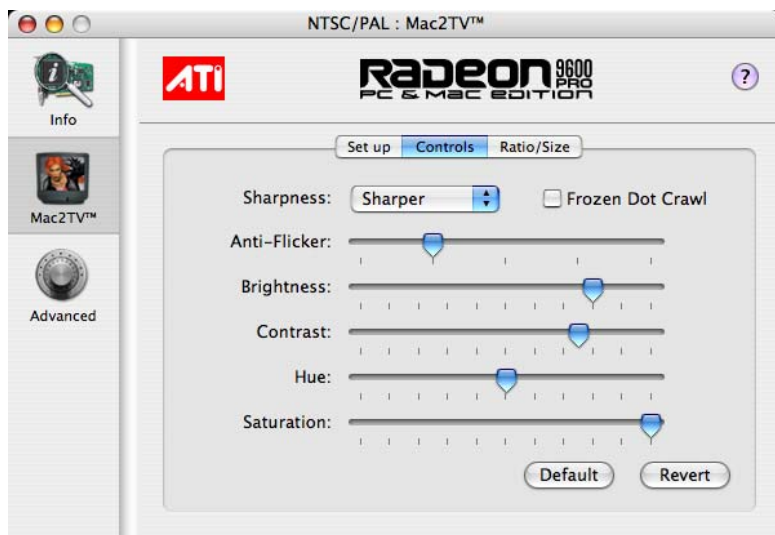 NTSC/PAL : Mac2TV™
Info
Mac2TV™
Advanced
ATI
RADEON 9600 PRO
PC & MAC EDITION
?
Set up Controls Ratio/Size
Sharpness: Sharper Frozen Dot Crawl
Anti-Flicker:
Brightness:
Contrast:
Hue:
Saturation:
Default Revert